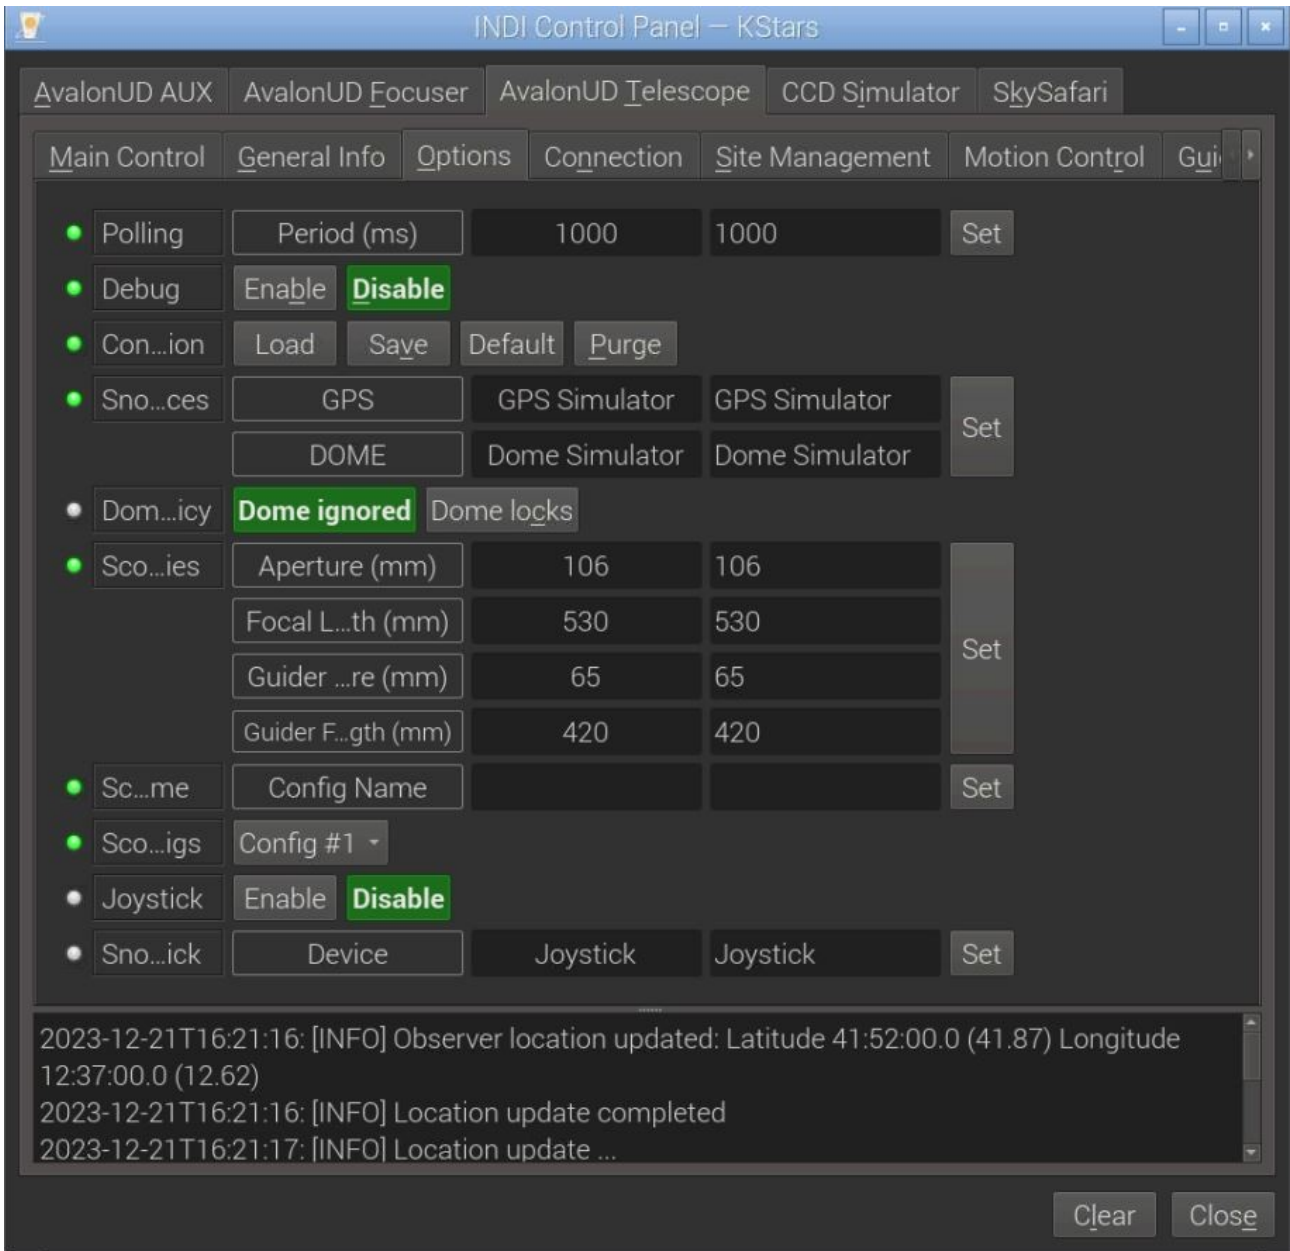 INDI Control Panel — KStars
AvalonUD AUX AvalonUD Focuser AvalonUD Telescope CCD Simulator SkySafari
Main Control General Info Options Connection Site Management Motion Control Gui
Polling Period (ms) 1000 1000 Set
Debug Enable Disable
Con...ion Load Save Default Purge
Sno...ces GPS GPS Simulator GPS Simulator Set
DOME Dome Simulator Dome Simulator
Dom...icy Dome ignored Dome locks
Sco...ies Aperture (mm) 106 106 Set
Focal L...th (mm) 530 530
Guider ...re (mm) 65 65
Guider F...gth (mm) 420 420
Sc...me Config Name Set
Sco...igs Config #1
Joystick Enable Disable
Sno...ick Device Joystick Joystick Set
2023-12-21T16:21:16: [INFO] Observer location updated: Latitude 41:52:00.0 (41.87) Longitude
12:37:00.0 (12.62)
2023-12-21T16:21:16: [INFO] Location update completed
2023-12-21T16:21:17: [INFO] Location update ...
Clear Close